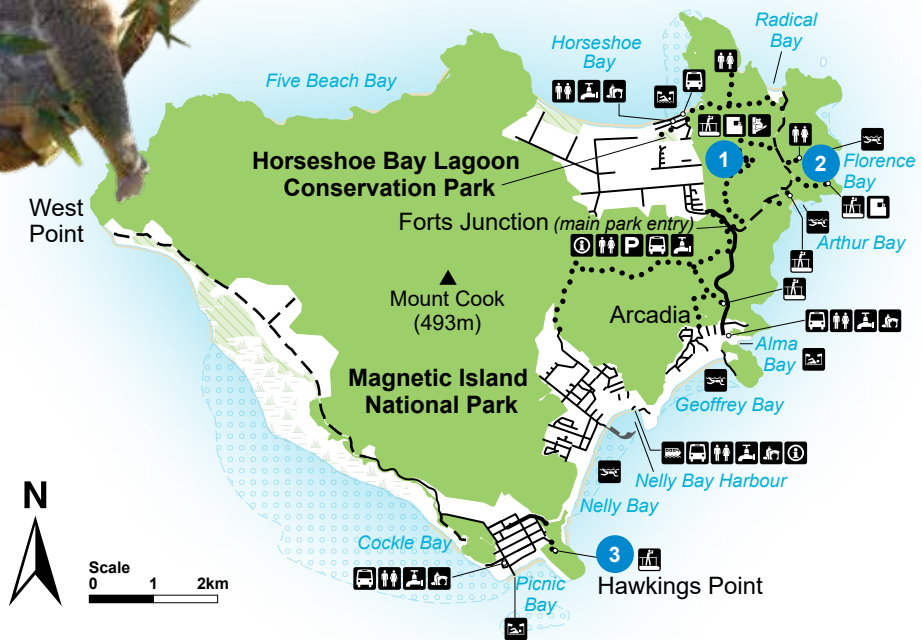 Radical
Bay
Horseshoe
Bay
Five Beach Bay
Horseshoe Bay Lagoon
Conservation Park
1
2
Florence
Bay
West
Point
Forts Junction (main park entry)
P
Arthur Bay
Mount Cook
(493m)
Arcadia
Alma
Bay
Magnetic Island
National Park
Geoffrey Bay
Nelly Bay Harbour
Nelly Bay
N
Scale
0 1 2km
Cockle Bay
3
Hawkings Point
Picnic
Bay